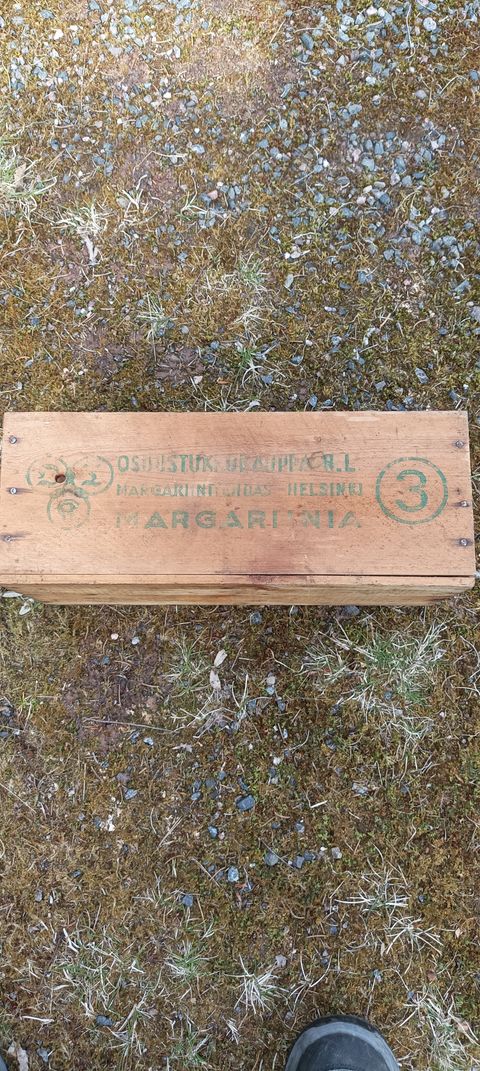 OSUUSTUKKUKAUPPA R.L
MARGARIINITEHDAS HELSINKI
MARGARIINIA
3